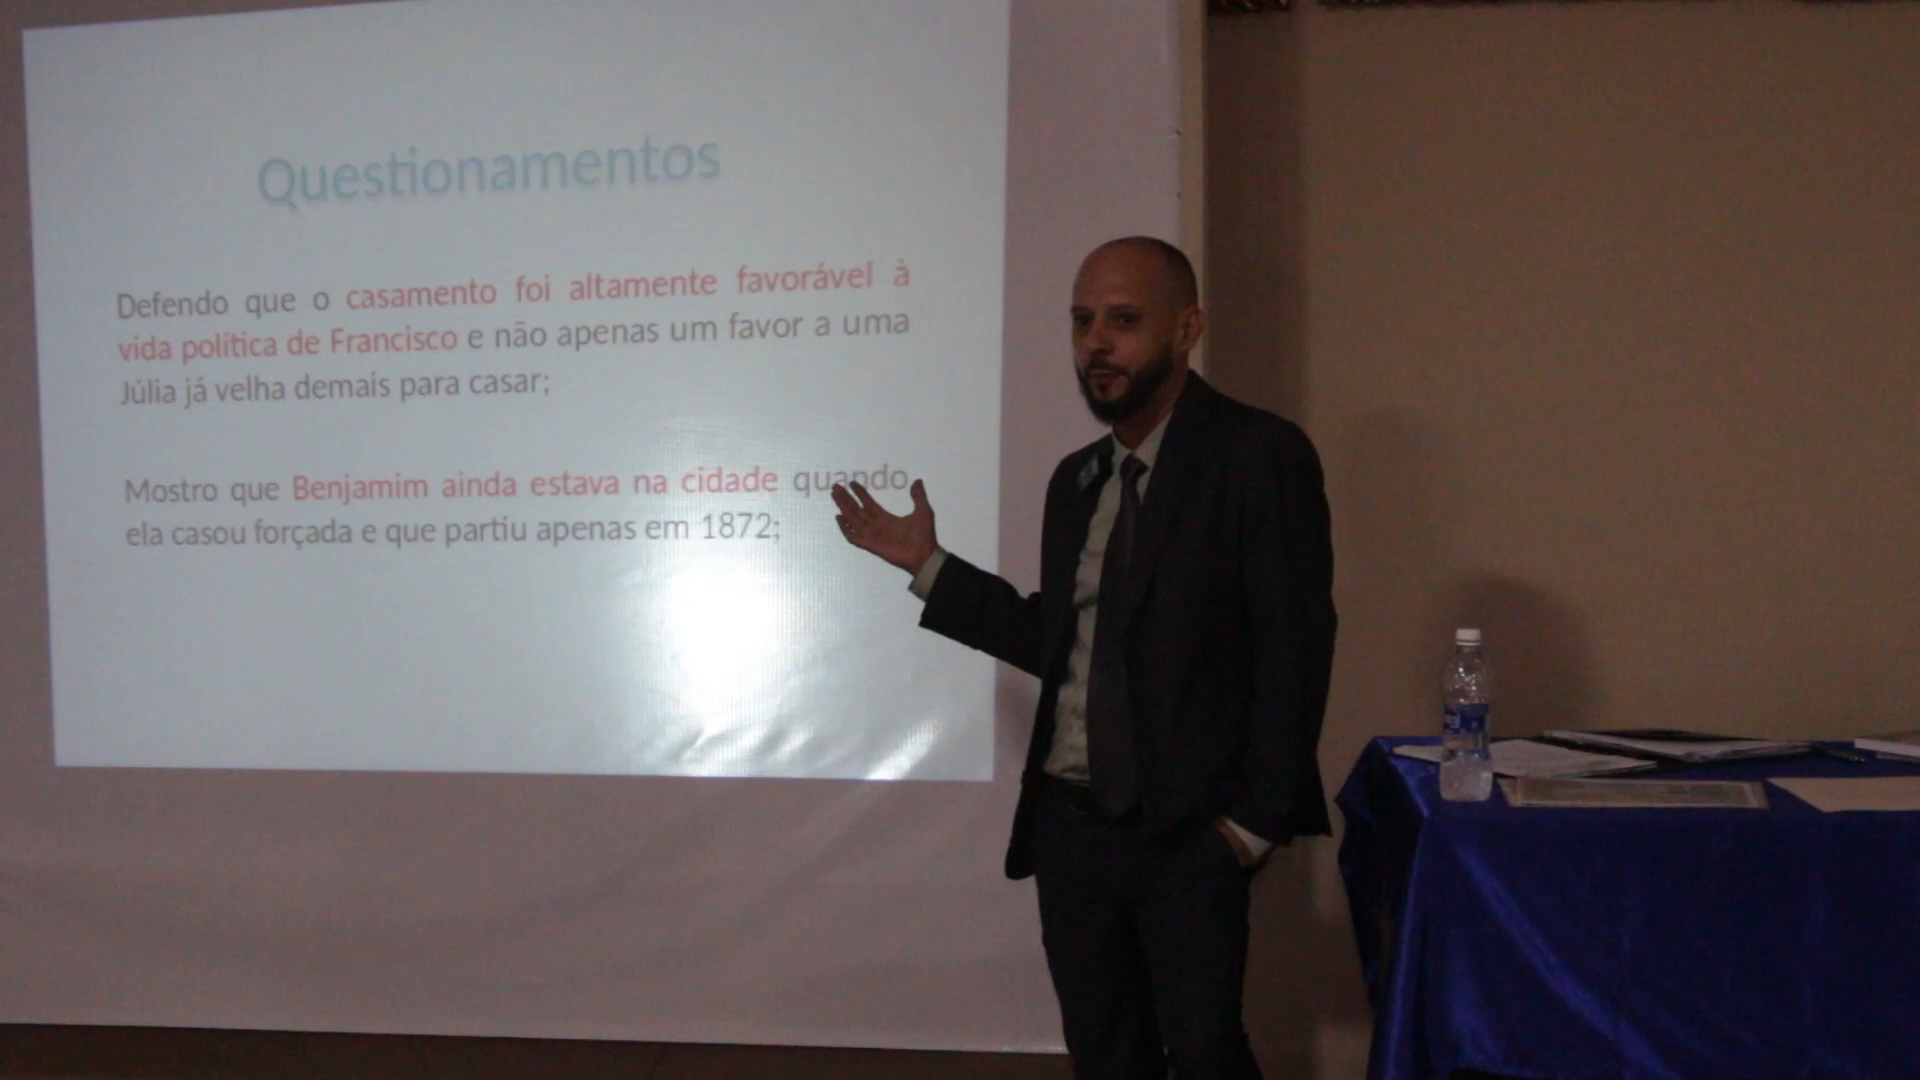 Questionamentos
Defendo que o casamento foi altamente favorável à
vida política de Francisco e não apenas um favor a uma
Júlia já velha demais para casar;
Mostro que Benjamim ainda estava na cidade quando
ela casou forçada e que partiu apenas em 1872;